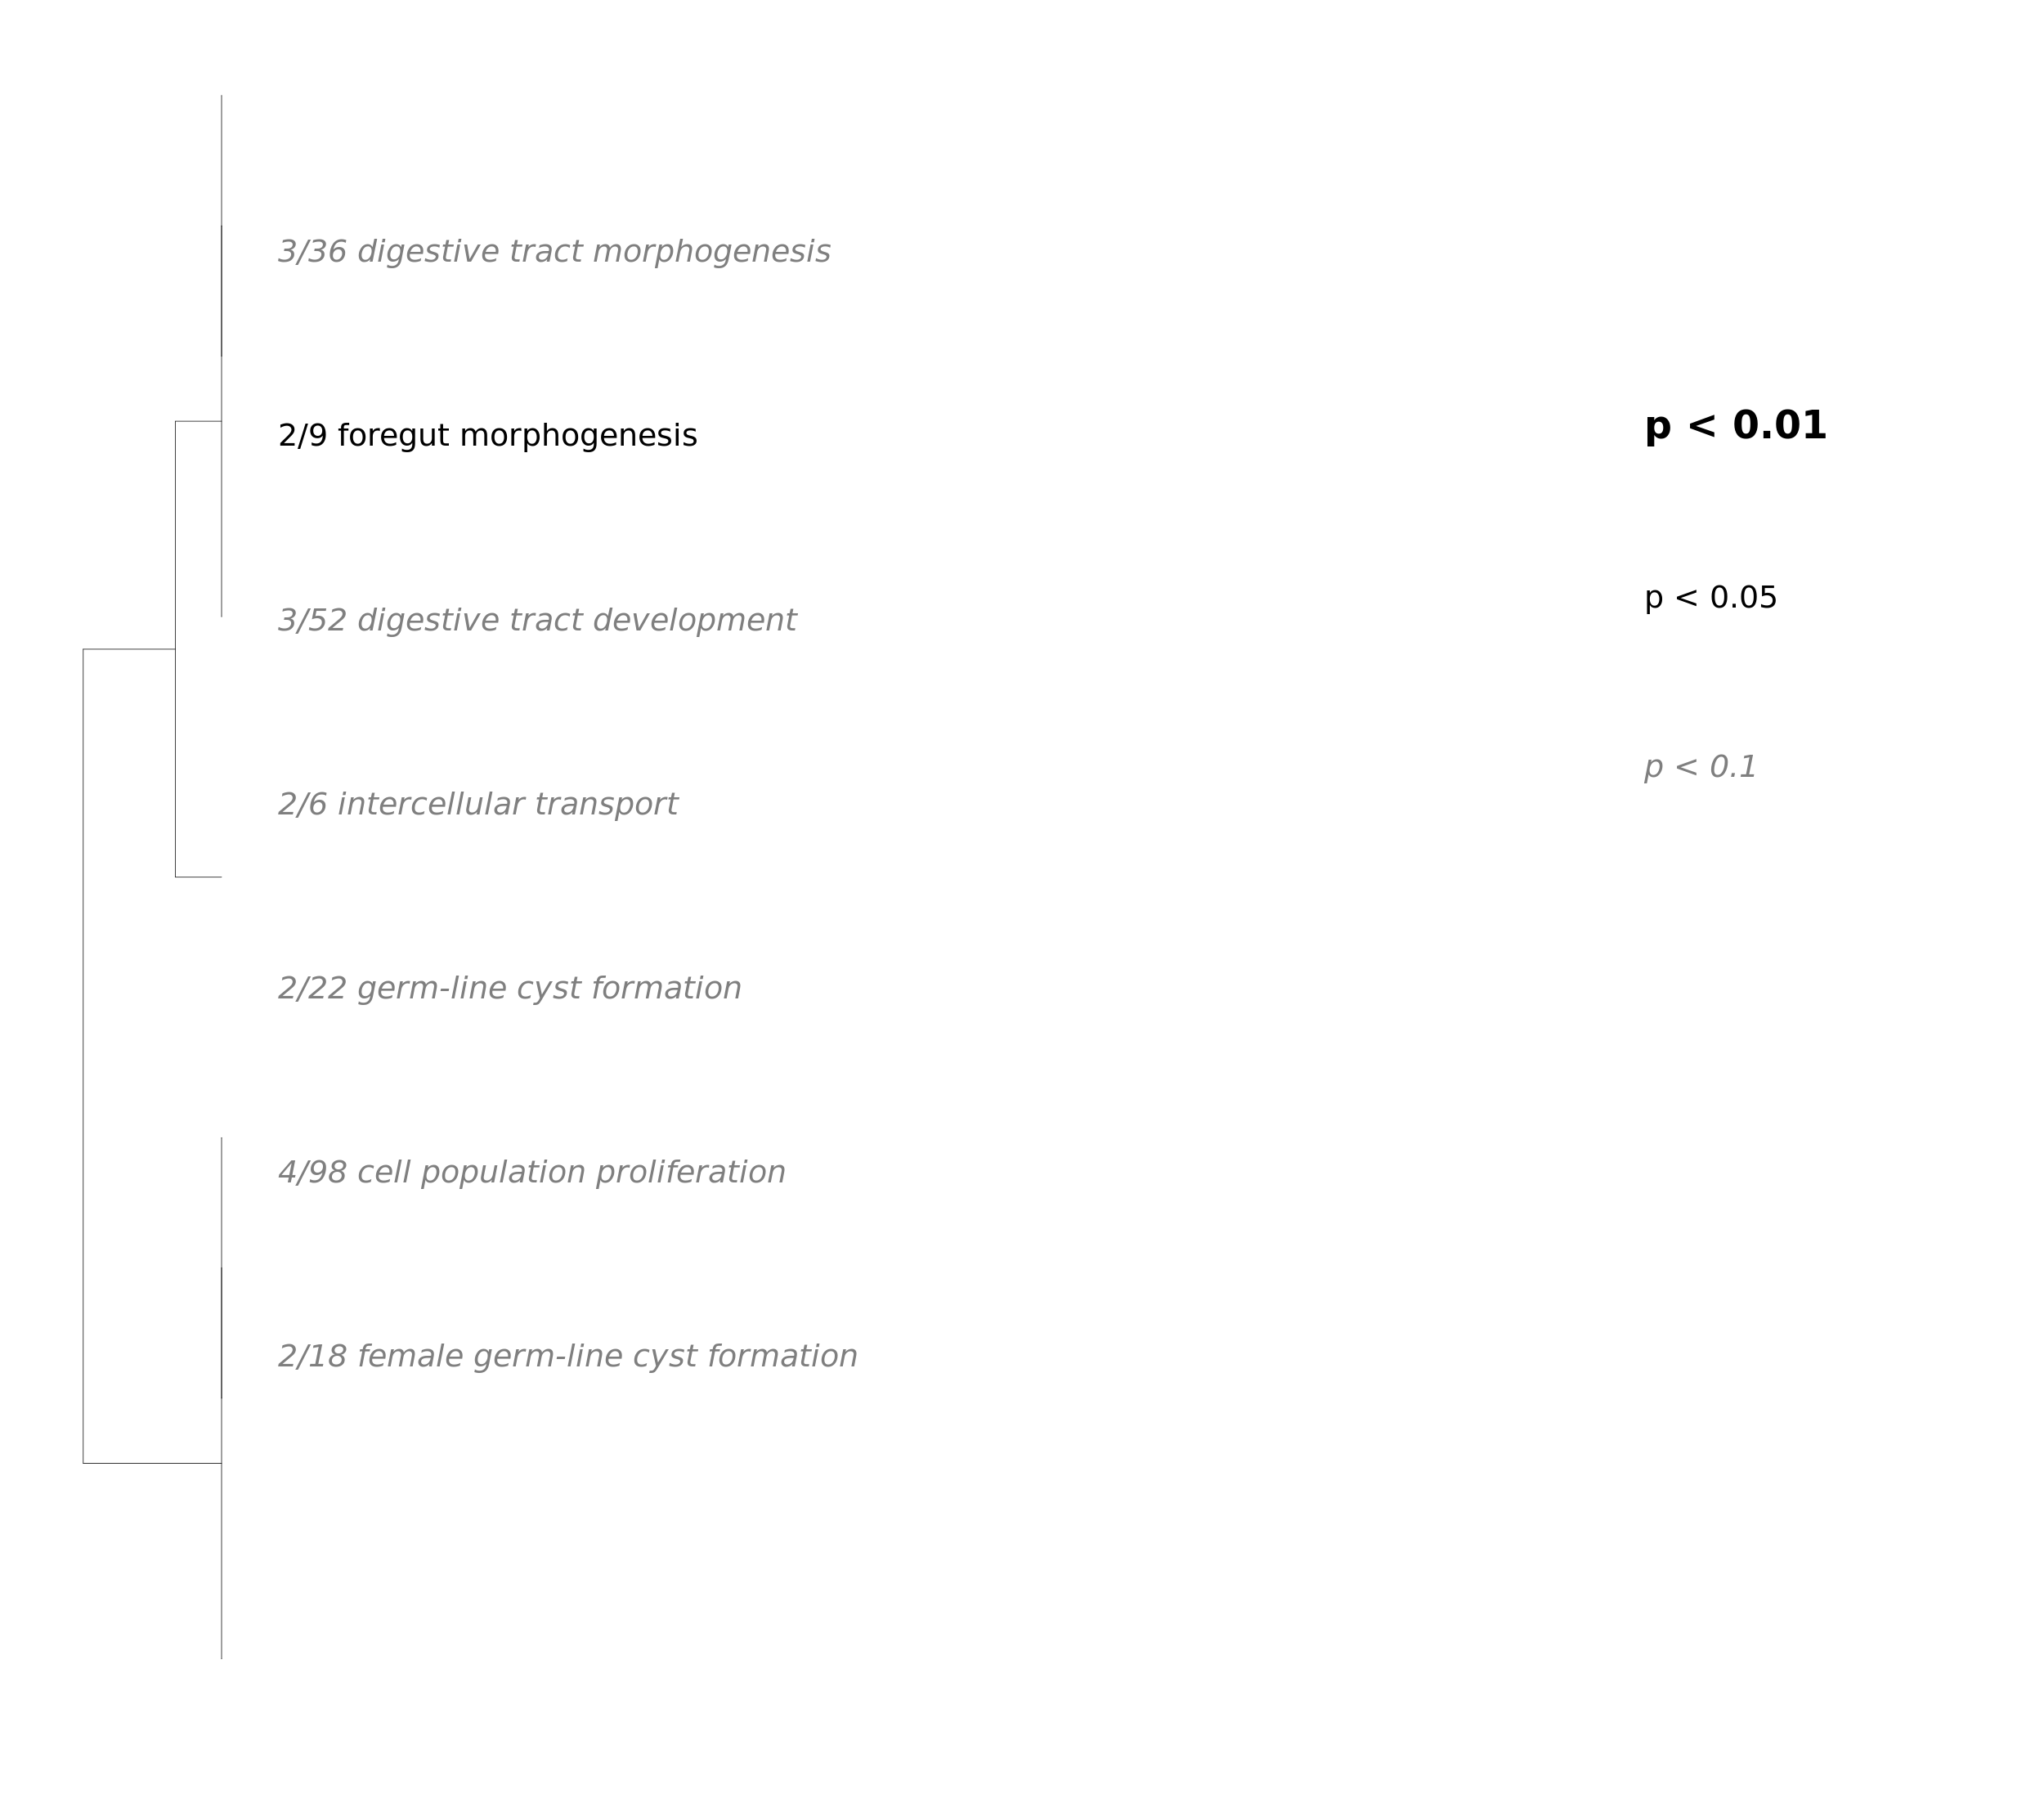 3/36 digestive tract morphogenesis
2/9 foregut morphogenesis
3/52 digestive tract development
2/6 intercellular transport
2/22 germ-line cyst formation
4/98 cell population proliferation
2/18 female germ-line cyst formation
p < 0.01
p < 0.05
p < 0.1